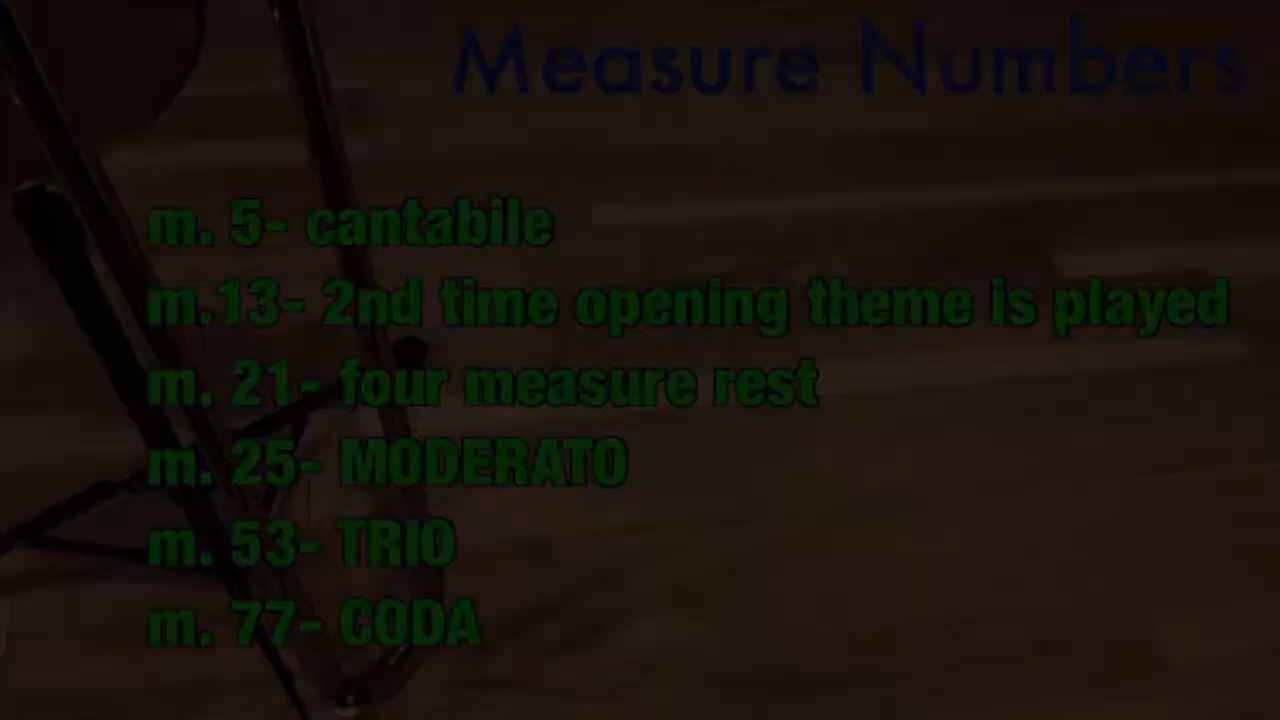 Measure Numbers
m. 5- cantabile
m.13- 2nd time opening theme is played
m. 21- four measure rest
m. 25- MODERATO
m. 53- TRIO
m. 77- CODA